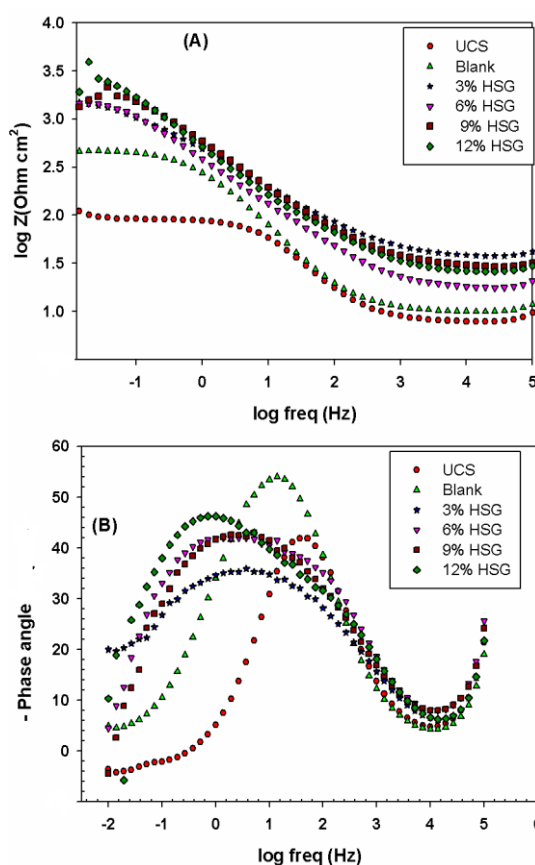 (A)
UCS
Blank
3% HSG
6% HSG
9% HSG
12% HSG
4.0
3.5
3.0
2.5
2.0
1.5
1.0
log Z(Ohm cm²)
-1 0 1 2 3 4 5
log freq (Hz)
(B)
UCS
Blank
3% HSG
6% HSG
9% HSG
12% HSG
60
50
40
30
20
10
0
- Phase angle
-2 -1 0 1 2 3 4 5 6
log freq (Hz)